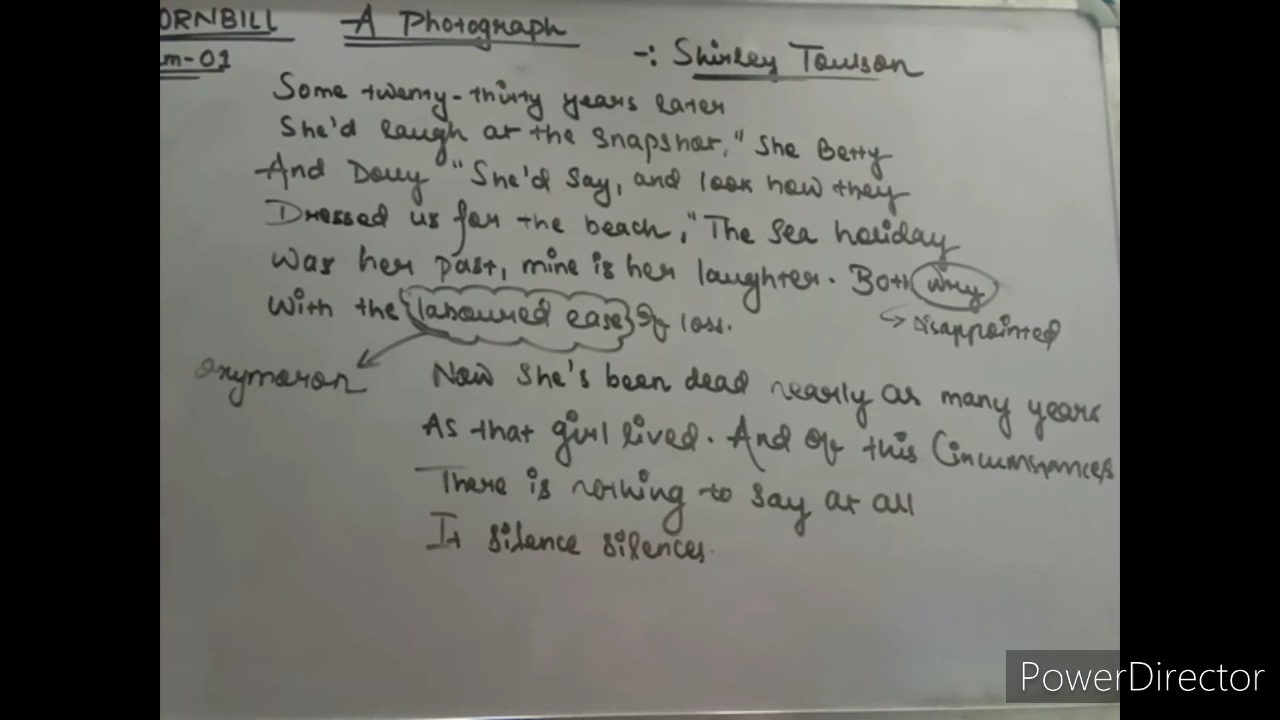 ORNBILL
A Photograph
m-01
-: Shirley Toulson
Some twenty-thirty years later
She'd laugh at the snapshot," She Betty
And Dolly "She'd say, and look how they
Dressed us for the beach, "The sea holiday
Was her past, mine is her laughter. Both wry
With the laboured ease of loss.
Disappointed
Oxymoron
Now she's been dead nearly as many years
As that girl lived. And of this Circumstances
There is nothing to say at all
It silence silences.
PowerDirector